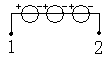 + - + - + -
1 2